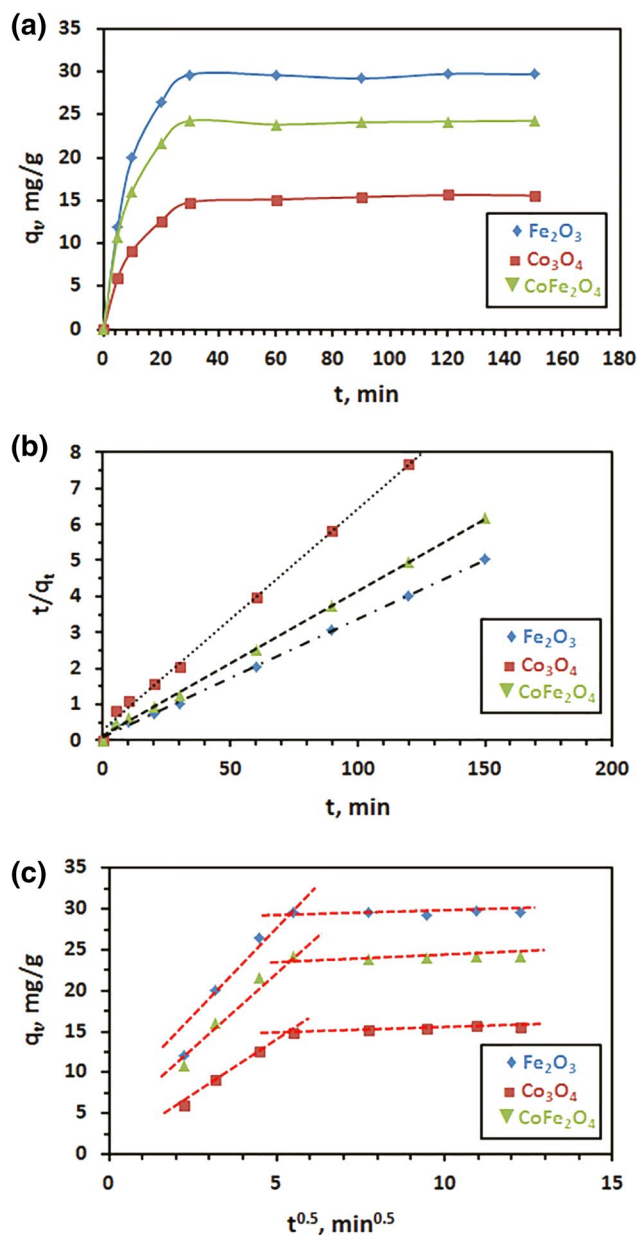 (a)
35
30
25
20
15
10
5
0
qₜ, mg/g
0 20 40 60 80 100 120 140 160 180
t, min
Fe₂O₃
Co₃O₄
CoFe₂O₄
(b)
8
7
6
5
4
3
2
1
0
t/qₜ
0 50 100 150 200
t, min
Fe₂O₃
Co₃O₄
CoFe₂O₄
(c)
35
30
25
20
15
10
5
0
qₜ, mg/g
0 5 10 15
t⁰·⁵, min⁰·⁵
Fe₂O₃
Co₃O₄
CoFe₂O₄